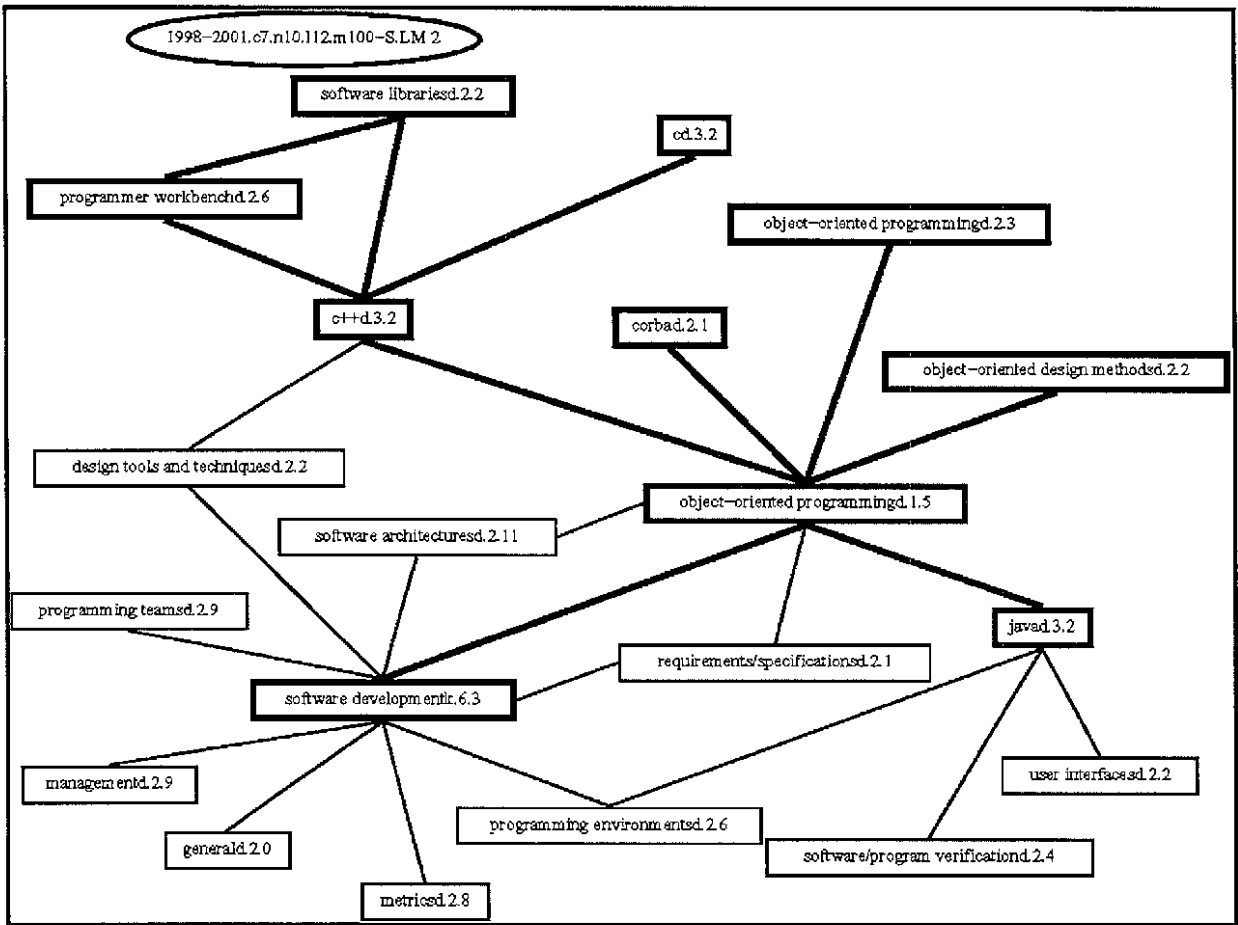 1998-2001.c7.n10.l12.m100-S.LM 2
software librariesd.2.2
cd.3.2
programmer workbenchd.2.6
object-oriented programmingd.2.3
c++d.3.2
corbad.2.1
object-oriented design methodsd.2.2
design tools and techniquesd.2.2
object-oriented programmingd.1.5
software architecturesd.2.11
programming teamsd.2.9
javad.3.2
requirements/specificationsd.2.1
software developmentk.6.3
managementd.2.9
user interfacesd.2.2
programming environmentsd.2.6
generald.2.0
software/program verificationd.2.4
metricsd.2.8